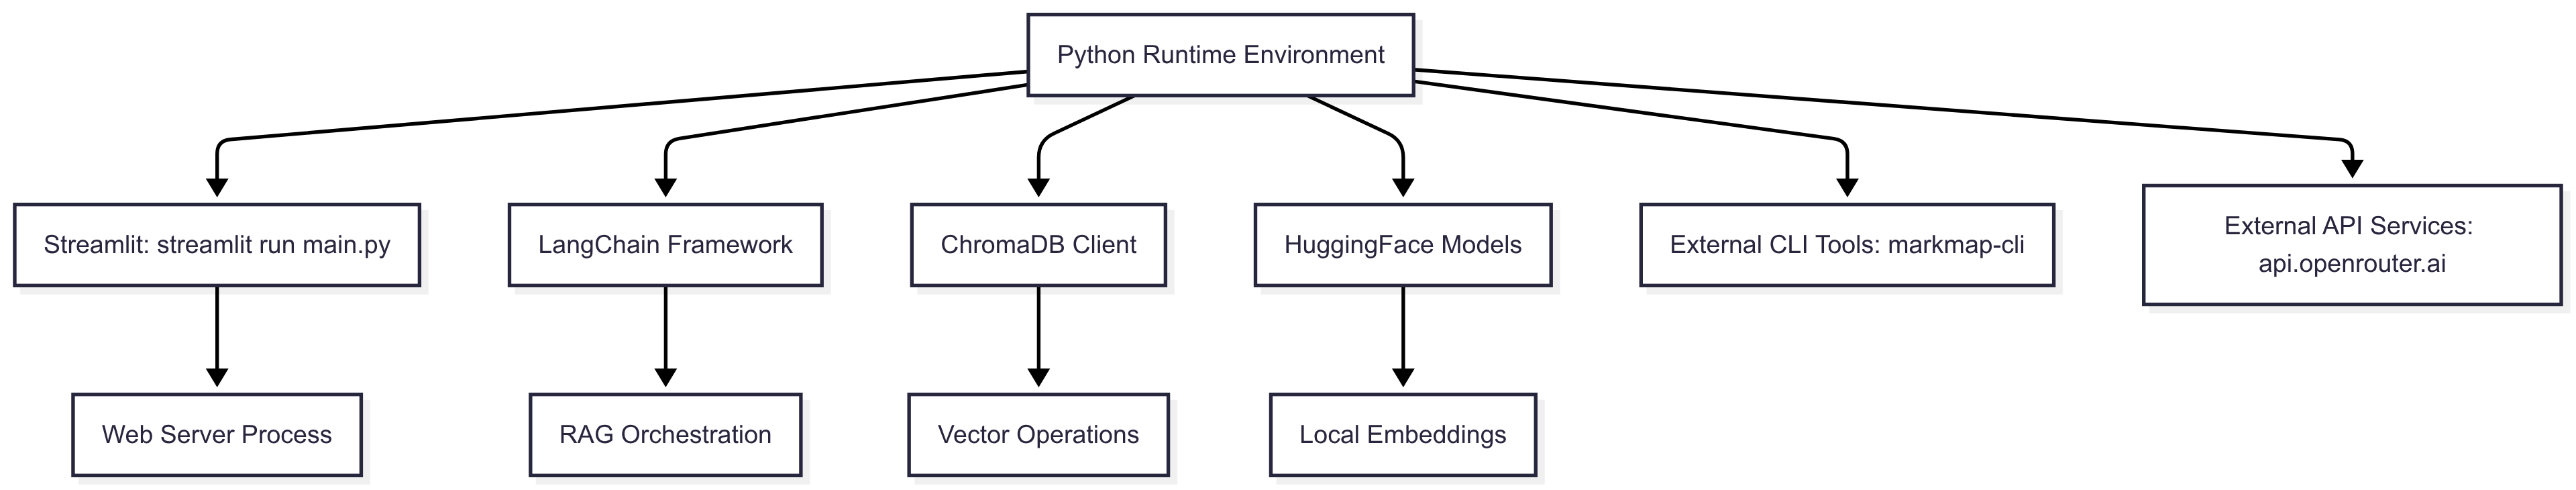 Python Runtime Environment
Streamlit: streamlit run main.py
LangChain Framework
ChromaDB Client
HuggingFace Models
External CLI Tools: markmap-cli
External API Services:
api.openrouter.ai
Web Server Process
RAG Orchestration
Vector Operations
Local Embeddings